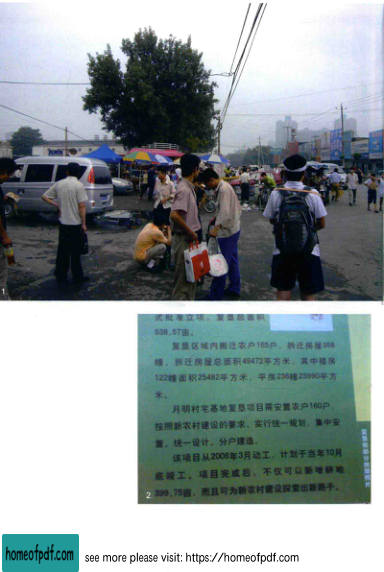 1
式批准立项,复垦总面积
538.57亩。
复垦区域内搬迁农户165户,拆迁房屋358
幢,拆迁房屋总面积49472平方米,其中楼房
122幢面积25482平方米,平房236幢23990平方
米。
月明村宅基地复垦项目需安置农户160户,
按照新农村建设的要求,实行统一规划,集中安
置,统一设计,分户建造。
该项目从2006年3月动工,计划于当年10月
底竣工。项目完成后,不仅可以新增耕地
399.75亩,而且可为新农村建设探索出新路子。
2
homeofpdf.com
see more please visit: https://homeofpdf.com